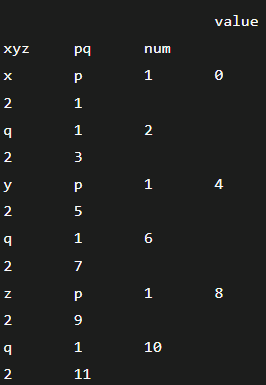 value
xyz pq num
x p 1 0
2 1
q 1 2
2 3
y p 1 4
2 5
q 1 6
2 7
z p 1 8
2 9
q 1 10
2 11